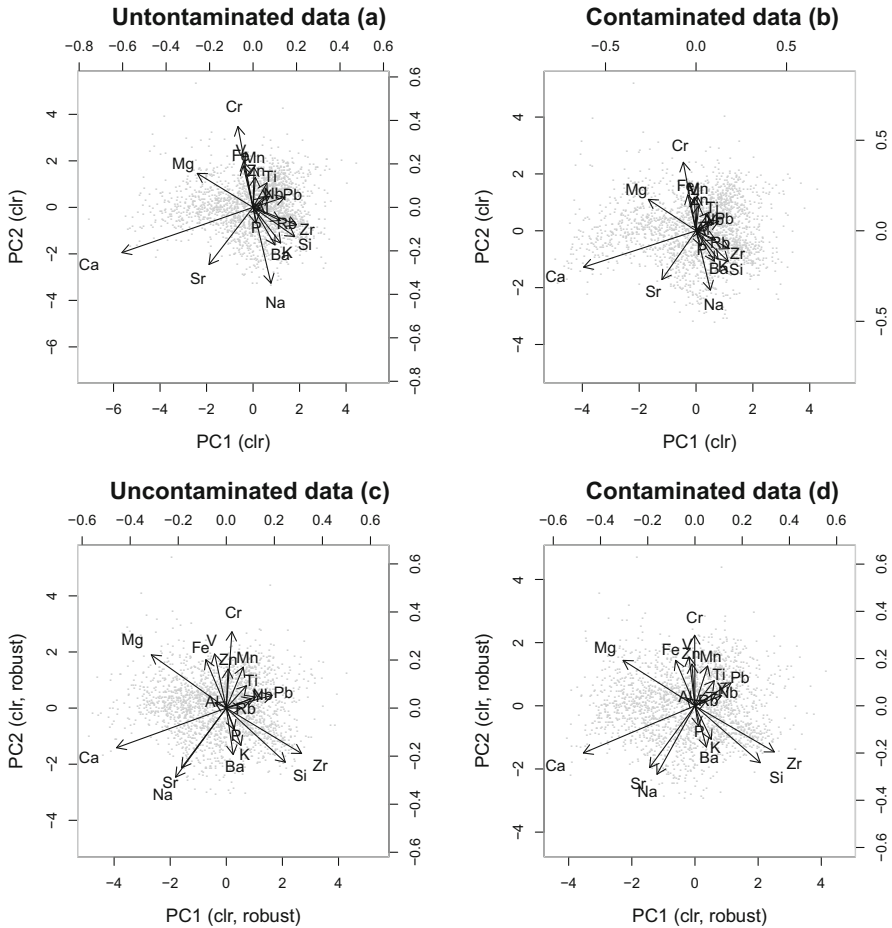 Untontaminated data (a)
−0.8 −0.6 −0.4 −0.2 0.0 0.2 0.4 0.6
PC2 (clr)
4
2
0
−2
−4
−6
0.6
0.4
0.2
0.0
−0.2
−0.4
−0.6
−0.8
Cr
Fe
Mn
Zn
Mg
Ti
Nb
Pb
Rb
P
Zr
Si
Ba
K
Ca
Sr
Na
−6 −4 −2 0 2 4
PC1 (clr)
Contaminated data (b)
−0.5 0.0 0.5
PC2 (clr)
4
2
0
−2
−4
0.5
0.0
−0.5
Cr
Fe
Mn
Zn
Mg
Ti
Pb
Rb
P
Zr
Ba
K
Si
Ca
Sr
Na
−4 −2 0 2 4
PC1 (clr)
Uncontaminated data (c)
−0.6 −0.4 −0.2 0.0 0.2 0.4 0.6
PC2 (clr, robust)
4
2
0
−2
−4
0.6
0.4
0.2
0.0
−0.2
−0.4
−0.6
Cr
V
Mg
Fe
Zn
Mn
Ti
Al
Nb
Pb
Rb
P
Ca
K
Ba
Zr
Si
Sr
Na
−4 −2 0 2 4
PC1 (clr, robust)
Contaminated data (d)
−0.6 −0.4 −0.2 0.0 0.2 0.4 0.6
PC2 (clr, robust)
4
2
0
−2
−4
0.6
0.4
0.2
0.0
−0.2
−0.4
−0.6
Cr
V
Mg
Fe
Zn
Mn
Ti
Pb
Al
Nb
Rb
P
K
Ba
Ca
Zr
Si
Sr
Na
−4 −2 0 2 4
PC1 (clr, robust)